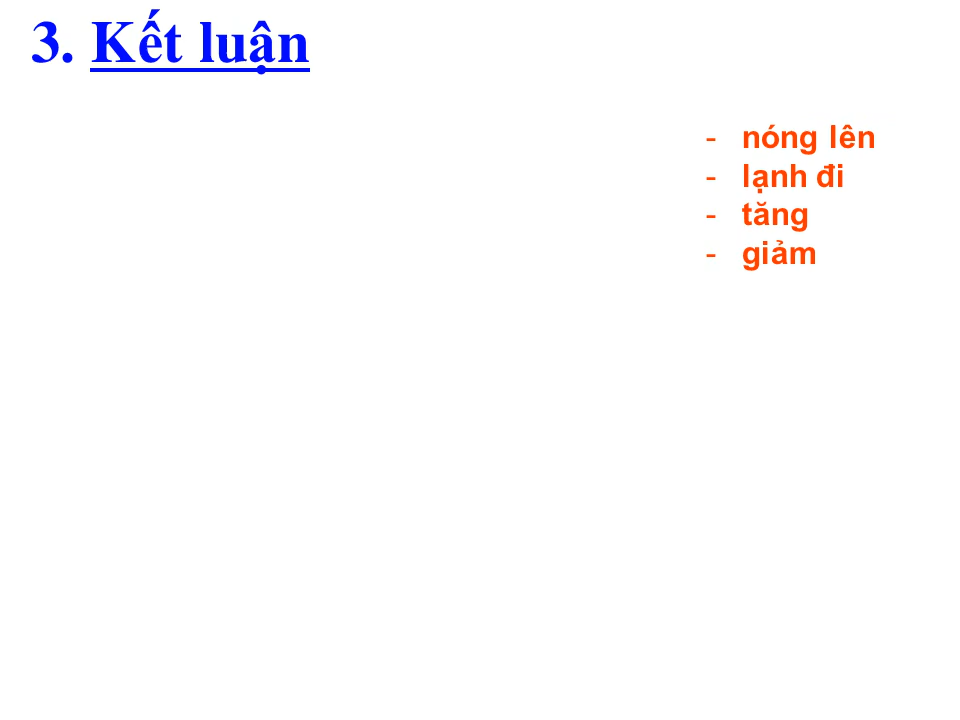 3. Kết luận
- nóng lên
- lạnh đi
- tăng
- giảm